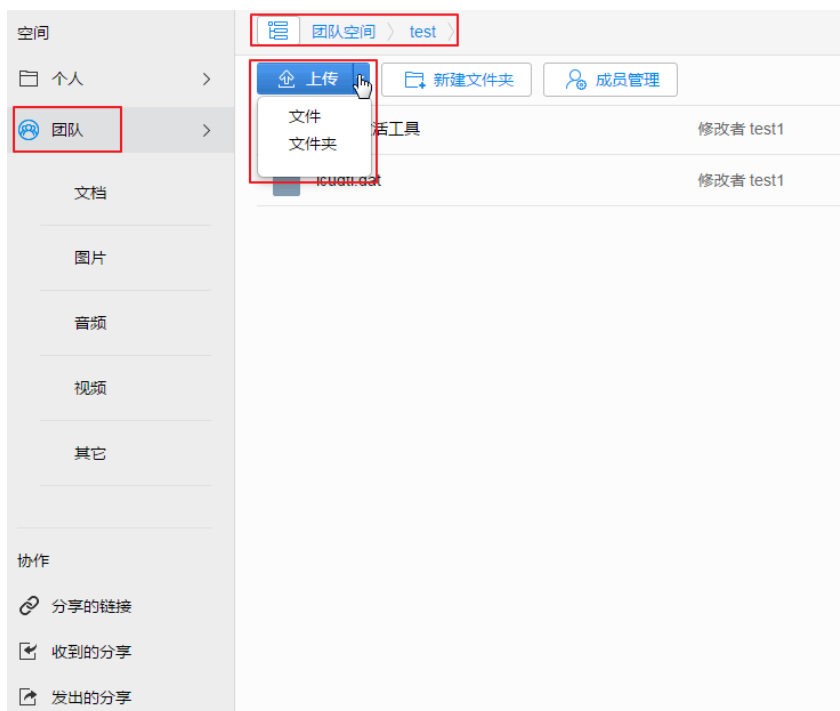 空间
个人
团队
文档
图片
音频
视频
其它
协作
分享的链接
收到的分享
发出的分享
团队空间 test
上传 新建文件夹 成员管理
文件
文件夹
活工具 修改者 test1
icudtl.dat 修改者 test1